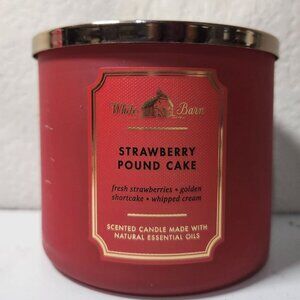 White Barn
STRAWBERRY
POUND CAKE
fresh strawberries • golden
shortcake • whipped cream
SCENTED CANDLE MADE WITH
NATURAL ESSENTIAL OILS